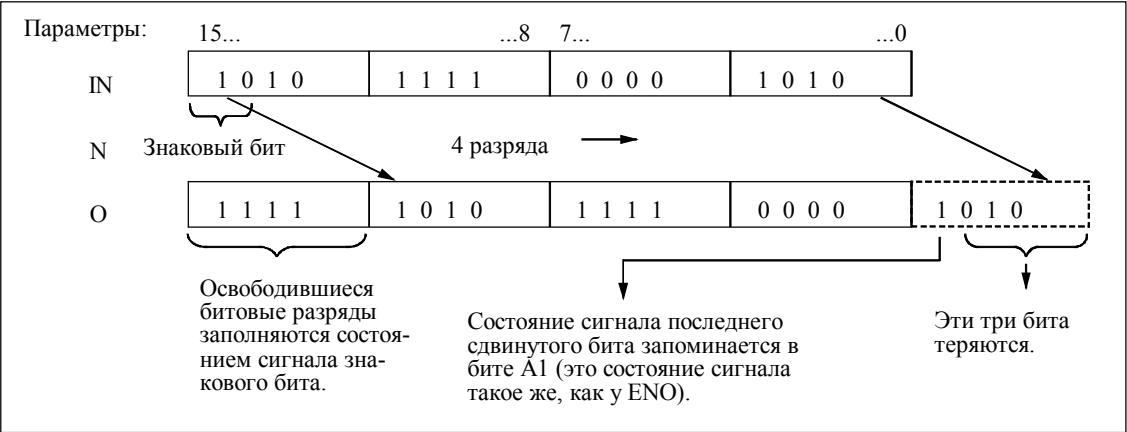 Параметры: 15... ...8 7... ...0
IN 1 0 1 0 1 1 1 1 0 0 0 0 1 0 1 0
Знаковый бит
N 4 разряда
O 1 1 1 1 1 0 1 0 1 1 1 1 0 0 0 0 1 0 1 0
Освободившиеся
битовые разряды
заполняются состоя-
нием сигнала зна-
кового бита.
Состояние сигнала последнего
сдвинутого бита запоминается в
бите A1 (это состояние сигнала
такое же, как у ENO).
Эти три бита
теряются.